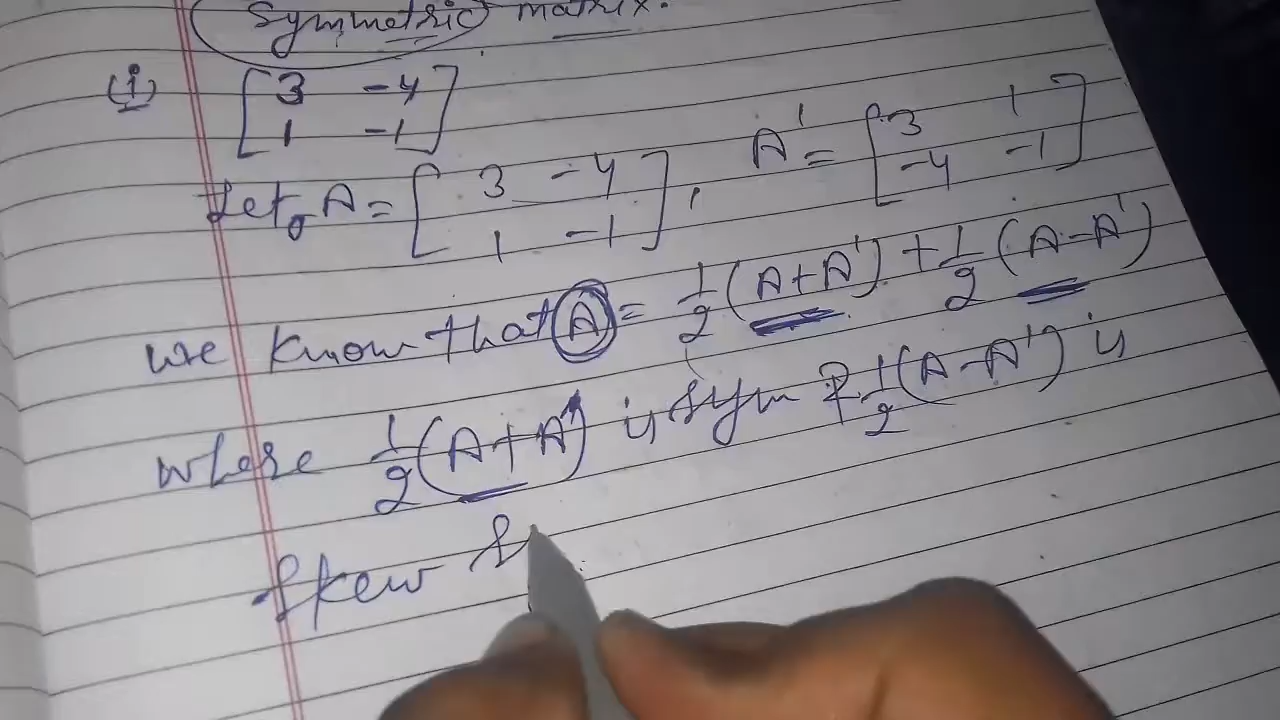 Symmetric matrix.
(i) [3 -4
1 -1]
Let A = [3 -4
1 -1], A' = [3 1
-4 -1]
we know that A = 1/2 (A+A') + 1/2 (A-A')
where 1/2 (A+A') is sym & 1/2 (A-A') is
skew s